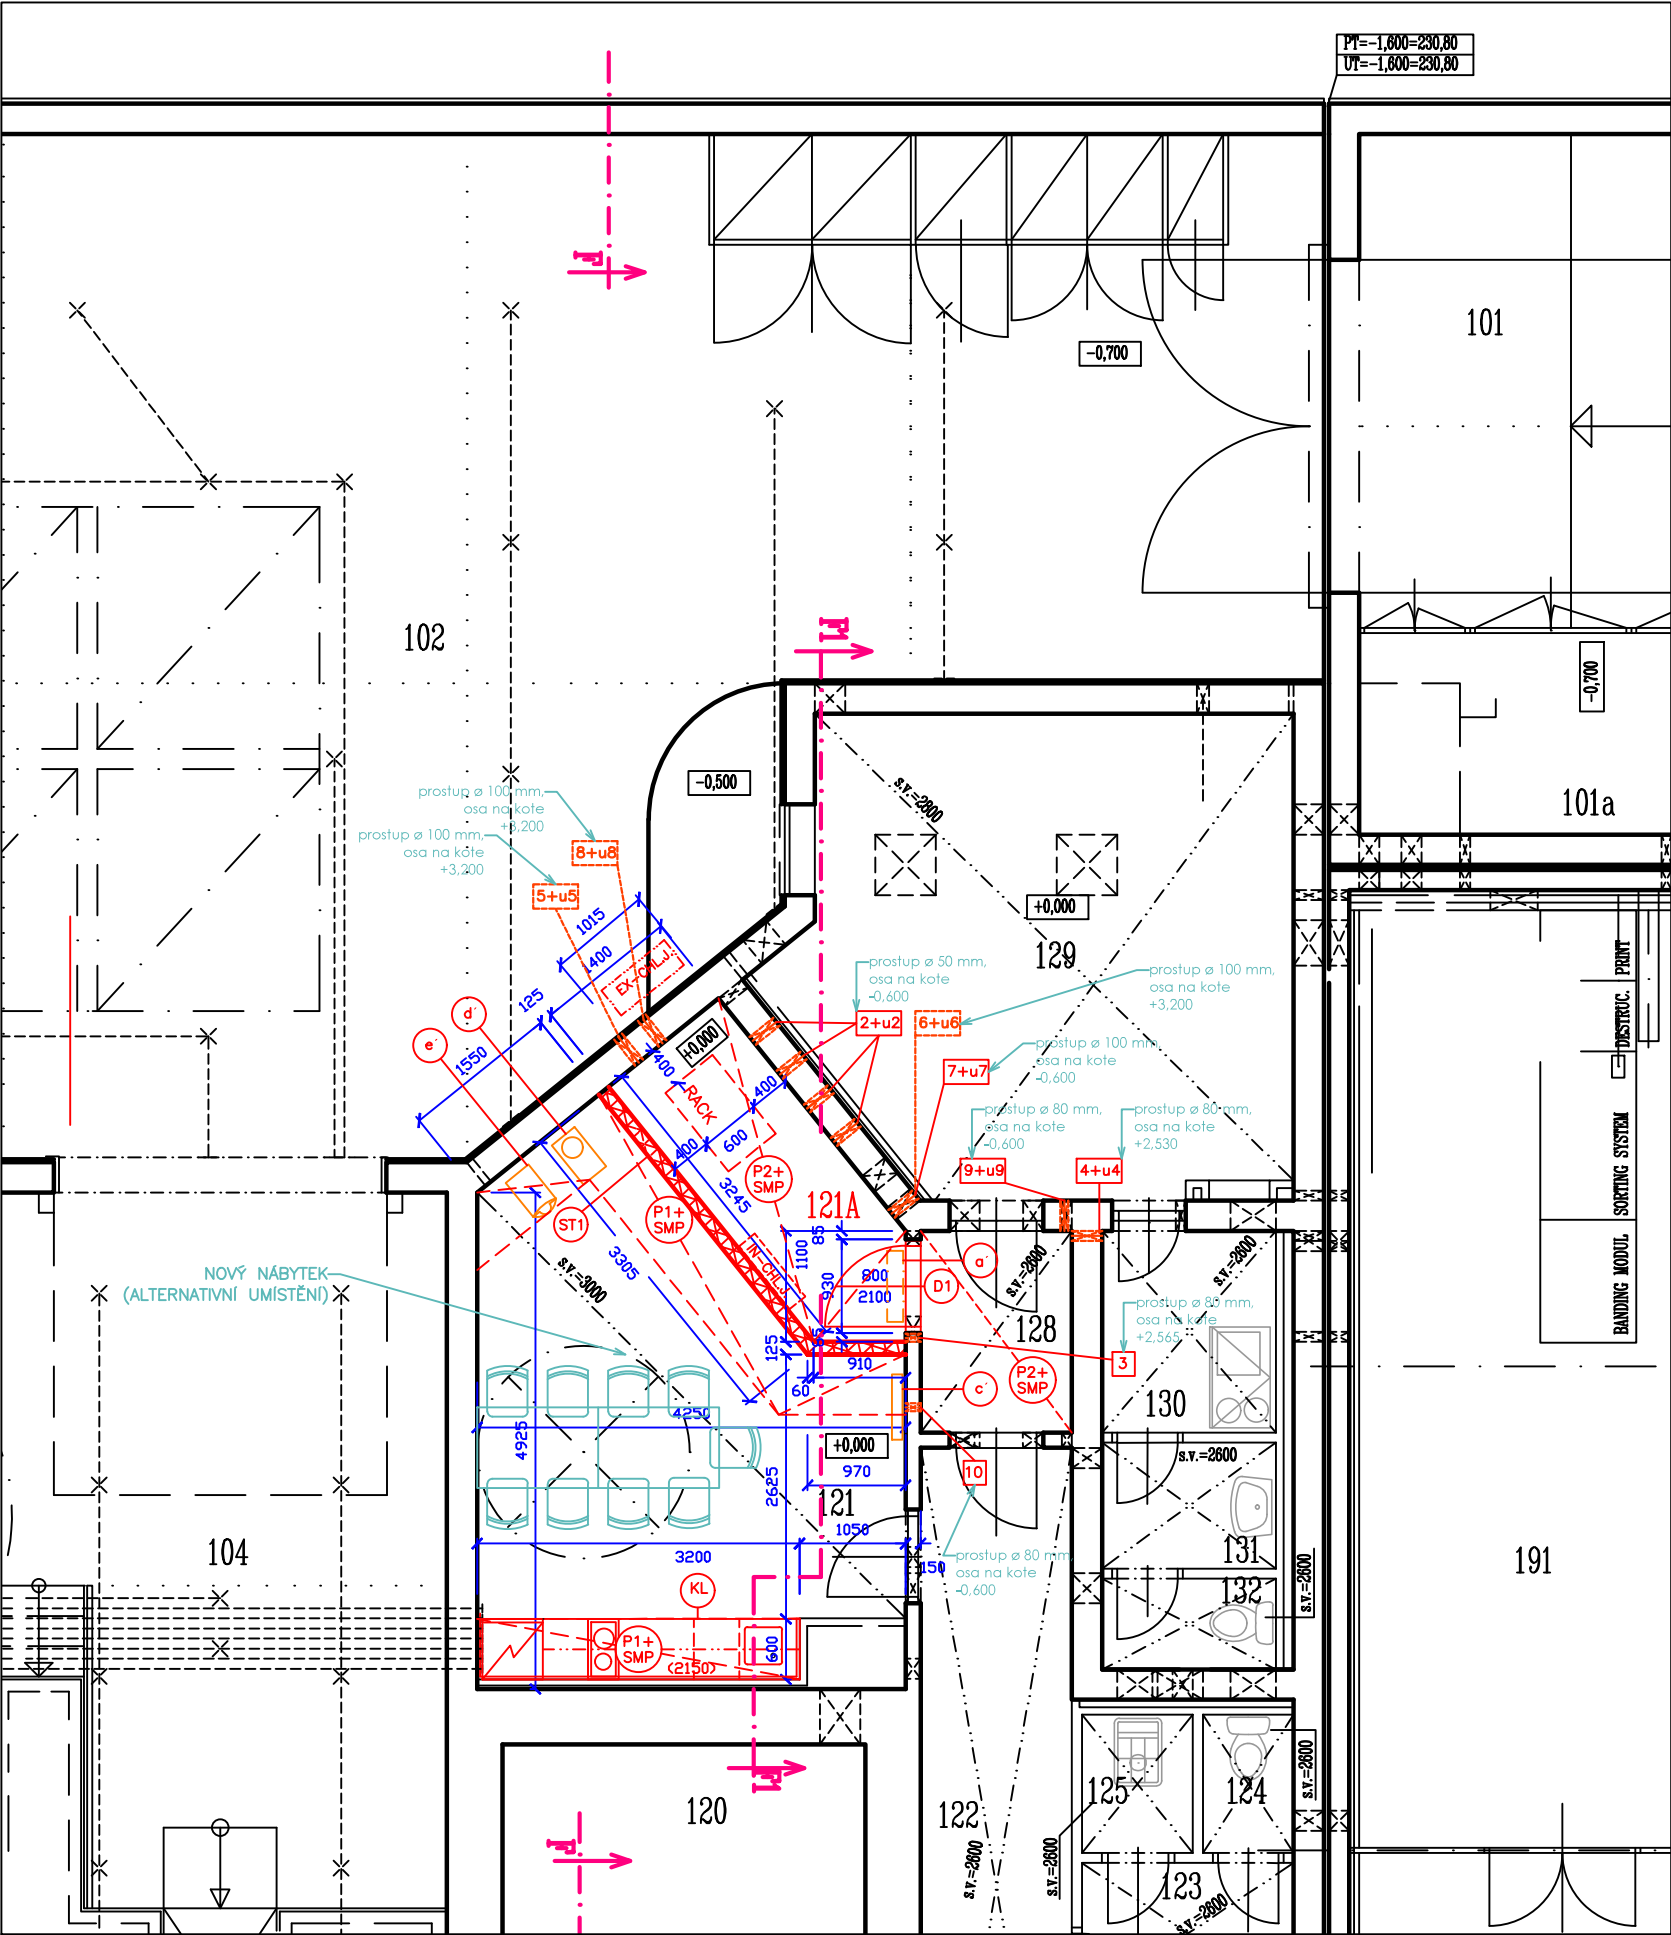 PT=-1,600=230,80
UT=-1,600=230,80
F
101
-0,700
102
F1
-0,700
-0,500
101a
s.v.=2800
prostup ø 100 mm,
osa na kote
+3,200
prostup ø 100 mm,
osa na kote
+3,200
8+u8
5+u5
1015
1400
EX-CHLJ.
125
1550
+0,000
129
prostup ø 50 mm,
osa na kote
-0,600
prostup ø 100 mm,
osa na kote
+3,200
d´
e´
+0,000
2+u2
6+u6
400
RACK
400
prostup ø 100 mm,
osa na kote
-0,600
7+u7
600
400
prostup ø 80 mm,
osa na kote
-0,600
prostup ø 80 mm,
osa na kote
+2,530
9+u9
4+u4
DESTRUC. PRINT
SORTING SYSTEM
BANDING MODUL
P2+
SMP
3245
121A
P1+
SMP
ST1
3305
s.v.=3000
IN-CHLJ.
1100
85
930
800
2100
a´
D1
s.v.=2600
s.v.=2600
NOVÝ NÁBYTEK
(ALTERNATIVNÍ UMÍSTĚNÍ)
128
prostup ø 80 mm,
osa na kote
+2,565
3
125
85
910
60
c´
P2+
SMP
130
4250
4925
+0,000
970
2625
10
s.v.=2600
121
1050
3200
150
prostup ø 80 mm,
osa na kote
-0,600
131
132
s.v.=2600
104
191
KL
P1+
SMP
(2150)
600
F1
120
122
s.v.=2600
s.v.=2600
125
124
s.v.=2600
F
123
s.v.=2600